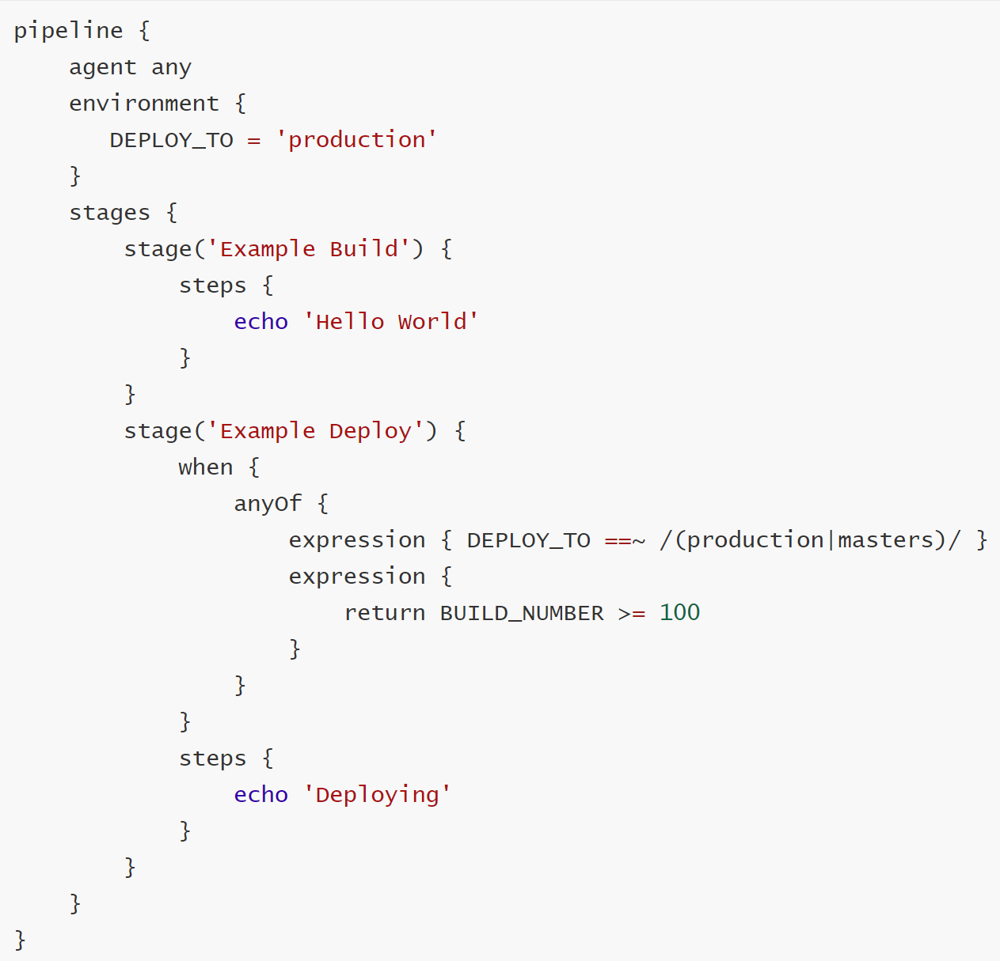 pipeline {
    agent any
    environment {
       DEPLOY_TO = 'production'
    }
    stages {
        stage('Example Build') {
            steps {
                echo 'Hello World'
            }
        }
        stage('Example Deploy') {
            when {
                anyOf {
                    expression { DEPLOY_TO ==~ /(production|masters)/ }
                    expression {
                        return BUILD_NUMBER >= 100
                    }
                }
            }
            steps {
                echo 'Deploying'
            }
        }
    }
}